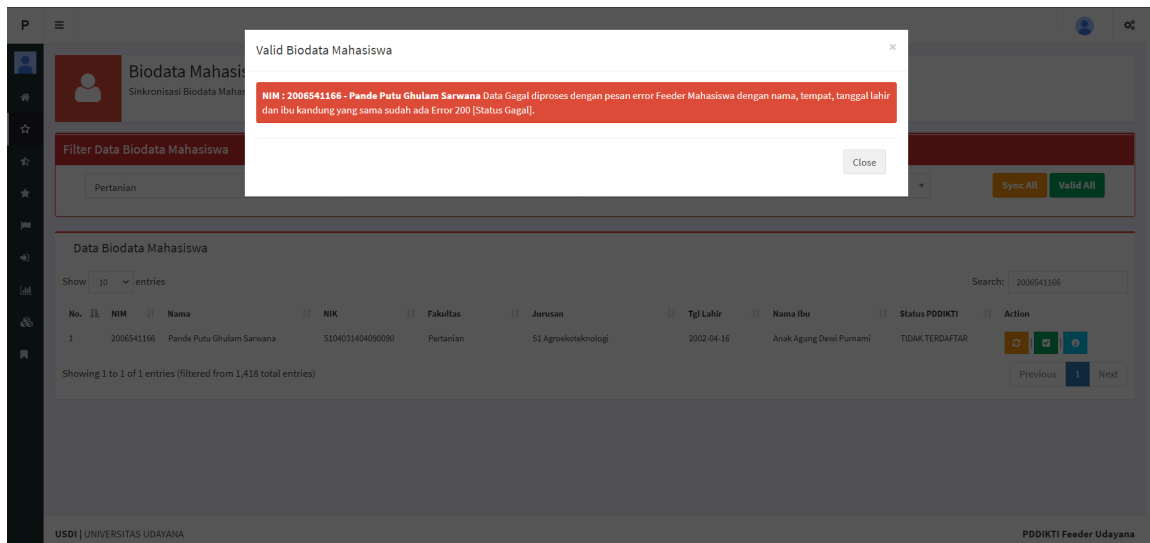 P
Valid Biodata Mahasiswa
×
NIM : 2006541166 - Pande Putu Ghulam Sarwana Data Gagal diproses dengan pesan error Feeder Mahasiswa dengan nama, tempat, tanggal lahir
dan ibu kandung yang sama sudah ada Error 200 [Status Gagal].
Close
Biodata Mahasis
Sinkronisasi Biodata Mahas
Filter Data Biodata Mahasiswa
Pertanian
Sync All Valid All
Data Biodata Mahasiswa
Show 10 entries Search: 2006541166
No. NIM Nama NIK Fakultas Jurusan Tgl Lahir Nama Ibu Status PDDIKTI Action
1 2006541166 Pande Putu Ghulam Sarwana 5104031404090090 Pertanian S1 Agroekoteknologi 2002-04-16 Anak Agung Dewi Purnami TIDAK TERDAFTAR
Showing 1 to 1 of 1 entries (filtered from 1,418 total entries) Previous 1 Next
USDI | UNIVERSITAS UDAYANA PDDIKTI Feeder Udayana